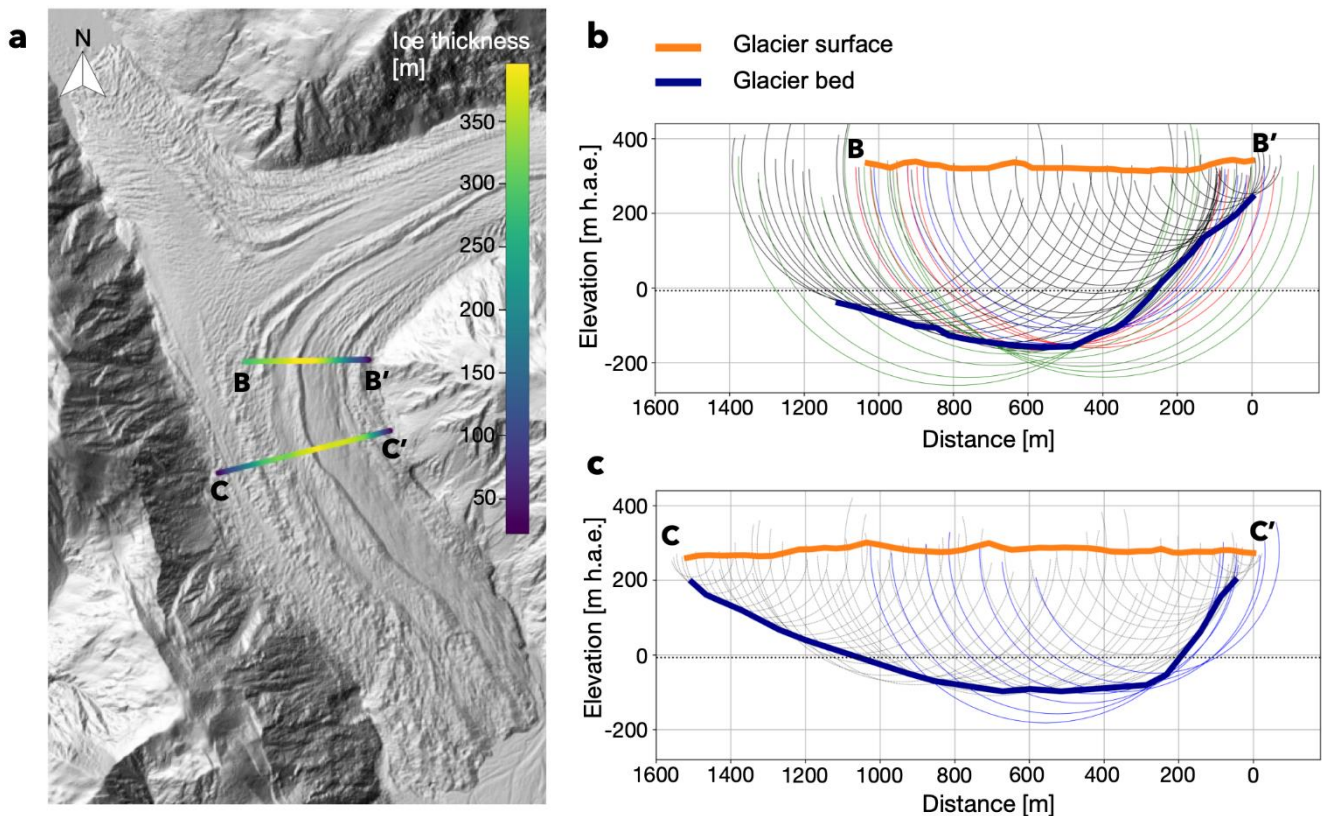 a
N
Ice thickness
[m]
350
300
250
200
150
100
50
B
B′
C
C′
b
Glacier surface
Glacier bed
Elevation [m h.a.e.]
400
200
0
-200
B
B′
1600 1400 1200 1000 800 600 400 200 0
Distance [m]
c
Elevation [m h.a.e.]
400
200
0
-200
C
C′
1600 1400 1200 1000 800 600 400 200 0
Distance [m]